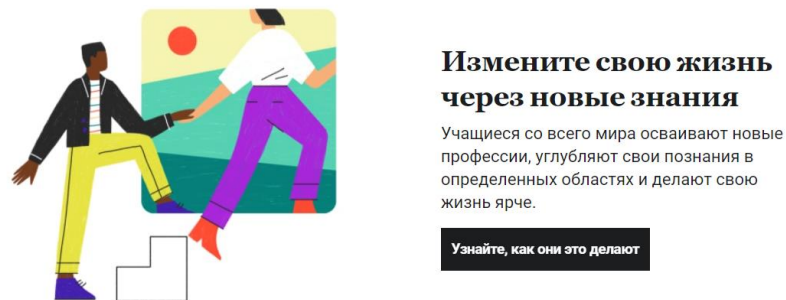 Измените свою жизнь
через новые знания
Учащиеся со всего мира осваивают новые
профессии, углубляют свои познания в
определенных областях и делают свою
жизнь ярче.
Узнайте, как они это делают